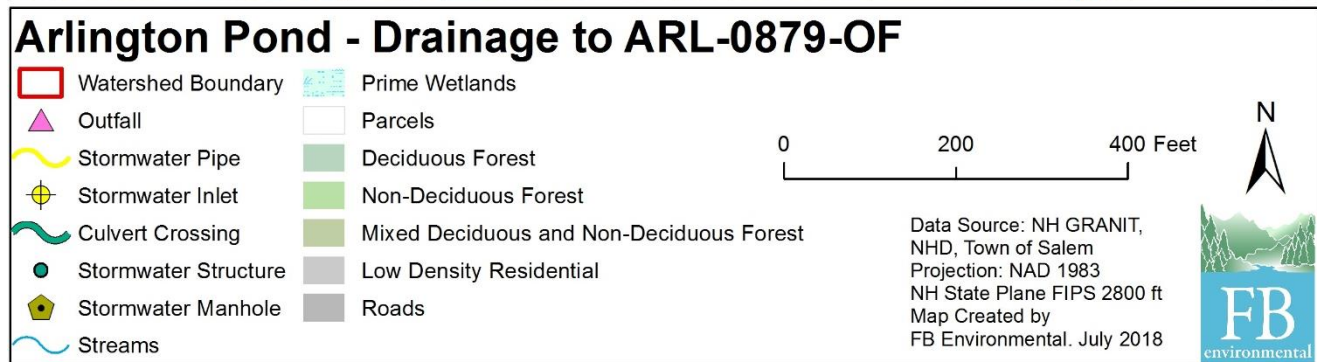 Arlington Pond - Drainage to ARL-0879-OF
Watershed Boundary
Outfall
Stormwater Pipe
Stormwater Inlet
Culvert Crossing
Stormwater Structure
Stormwater Manhole
Streams
Prime Wetlands
Parcels
Deciduous Forest
Non-Deciduous Forest
Mixed Deciduous and Non-Deciduous Forest
Low Density Residential
Roads
0 200 400 Feet
Data Source: NH GRANIT,
NHD, Town of Salem
Projection: NAD 1983
NH State Plane FIPS 2800 ft
Map Created by
FB Environmental. July 2018
N
FB
environmental